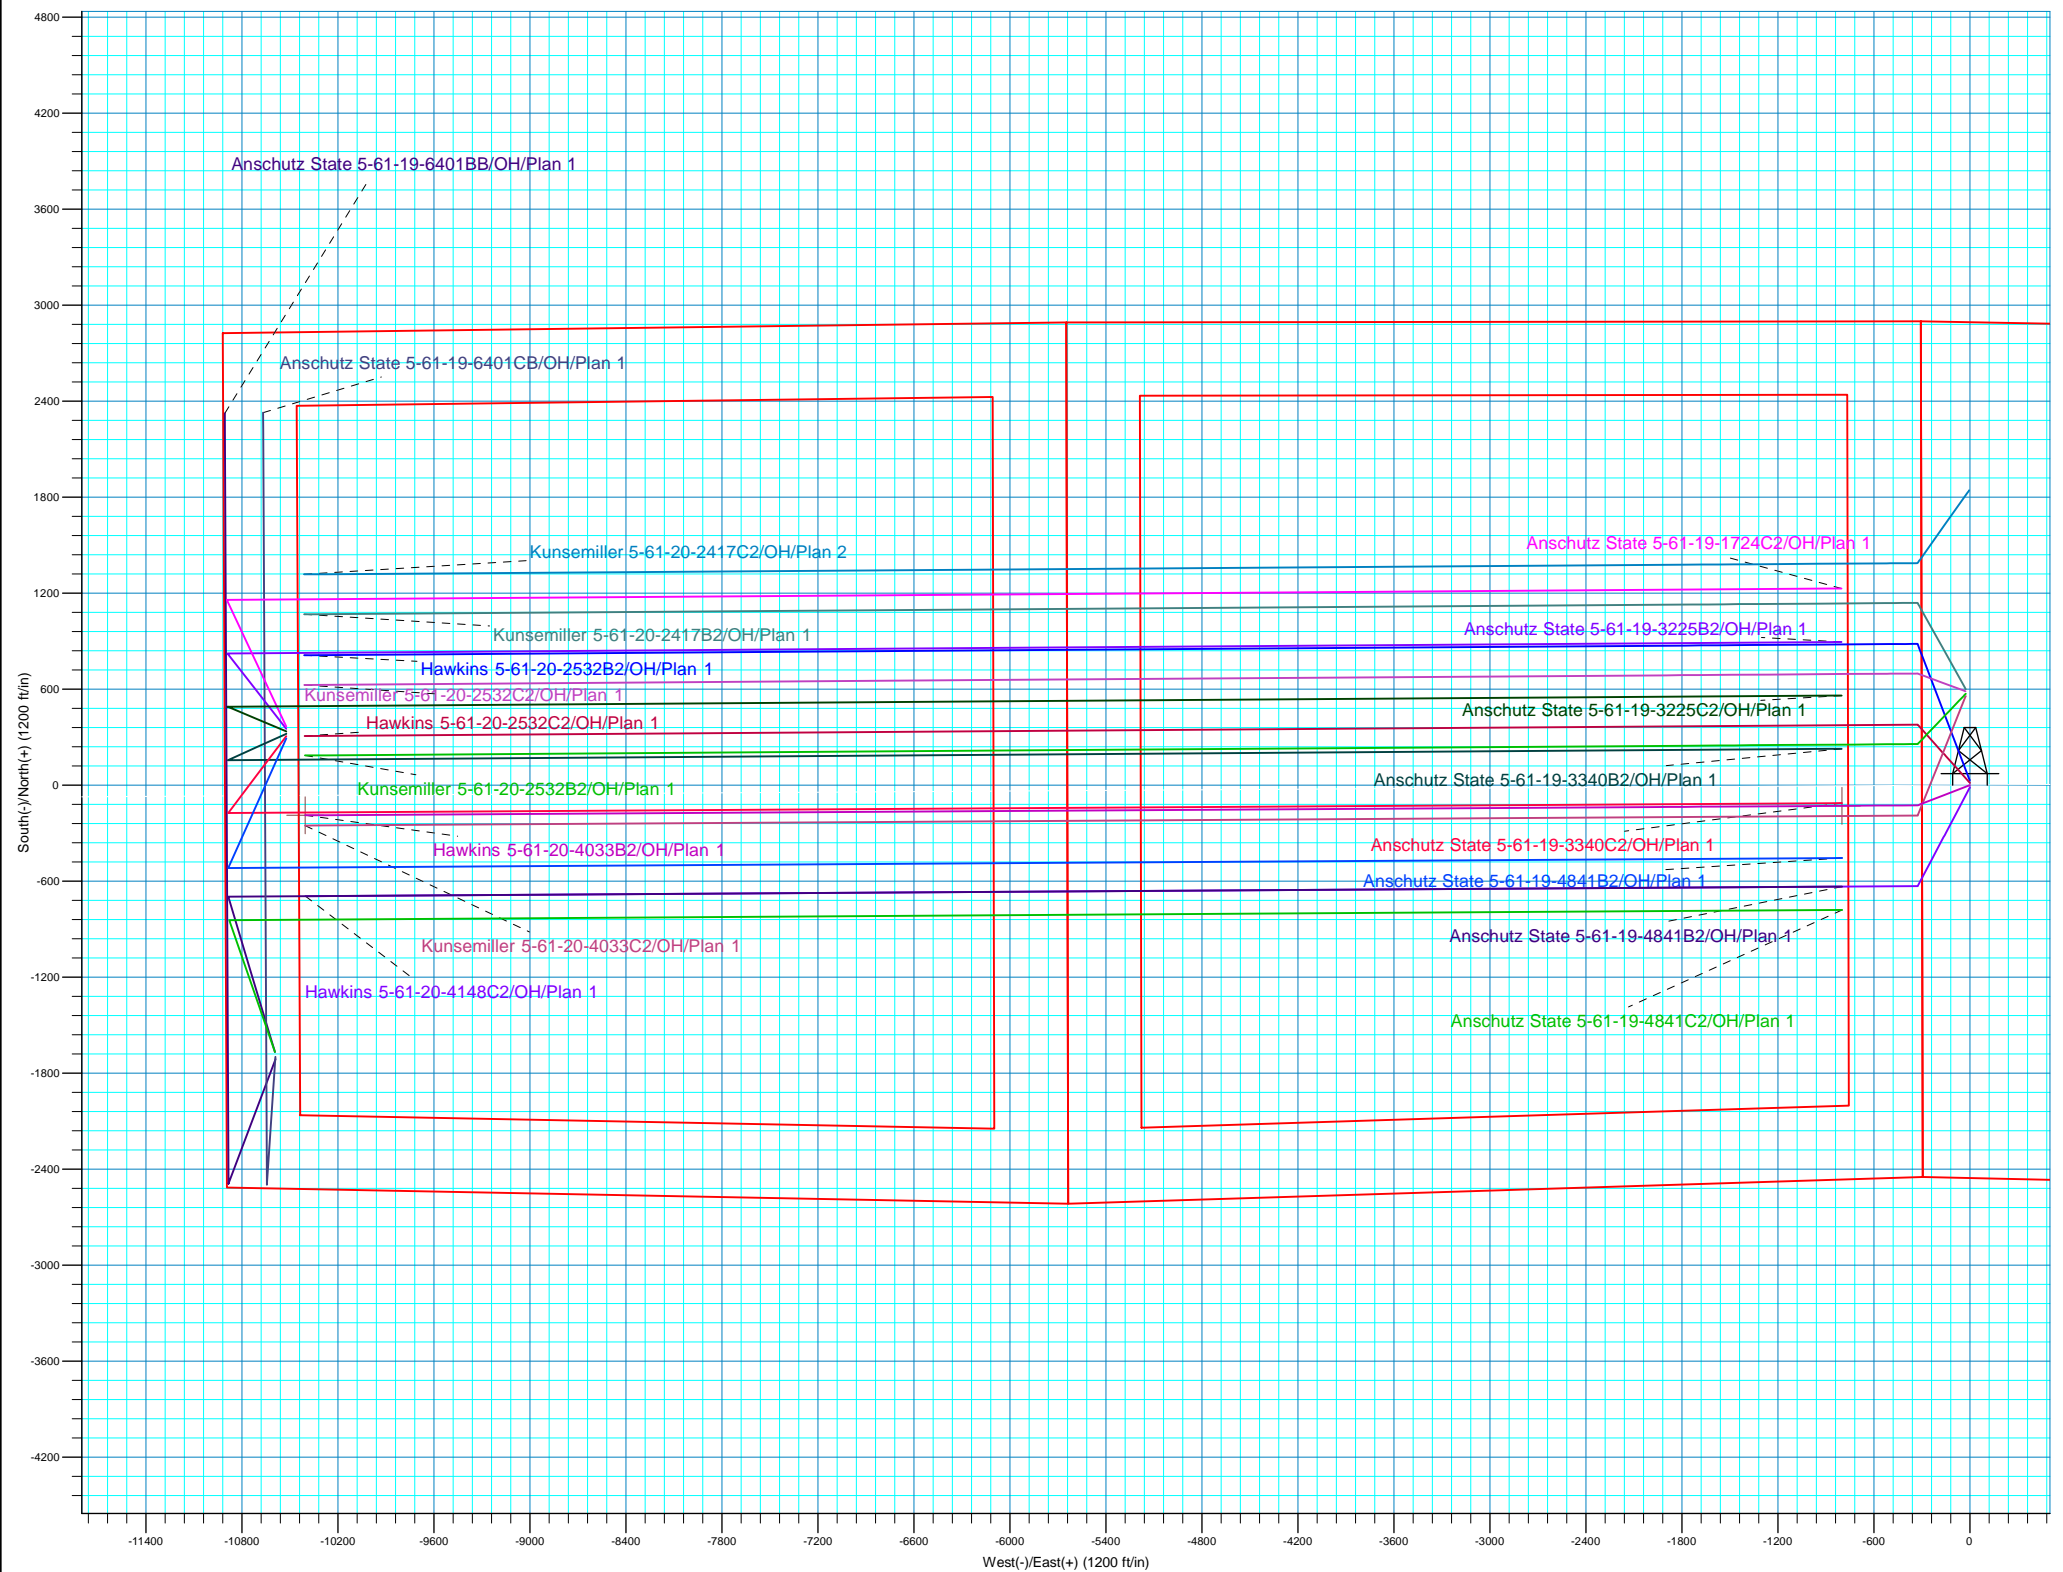 4800
4200
3600
3000
2400
1800
1200
600
0
-600
-1200
-1800
-2400
-3000
-3600
-4200
South(-)/North(+) (1200 ft/in)
Anschutz State 5-61-19-6401BB/OH/Plan 1
Anschutz State 5-61-19-6401CB/OH/Plan 1
Kunsemiller 5-61-20-2417C2/OH/Plan 2
Anschutz State 5-61-19-1724C2/OH/Plan 1
Kunsemiller 5-61-20-2417B2/OH/Plan 1
Anschutz State 5-61-19-3225B2/OH/Plan 1
Hawkins 5-61-20-2532B2/OH/Plan 1
Kunsemiller 5-61-20-2532C2/OH/Plan 1
Anschutz State 5-61-19-3225C2/OH/Plan 1
Hawkins 5-61-20-2532C2/OH/Plan 1
Anschutz State 5-61-19-3340B2/OH/Plan 1
Kunsemiller 5-61-20-2532B2/OH/Plan 1
Anschutz State 5-61-19-3340C2/OH/Plan 1
Hawkins 5-61-20-4033B2/OH/Plan 1
Anschutz State 5-61-19-4841B2/OH/Plan 1
Anschutz State 5-61-19-4841B2/OH/Plan 1
Kunsemiller 5-61-20-4033C2/OH/Plan 1
Hawkins 5-61-20-4148C2/OH/Plan 1
Anschutz State 5-61-19-4841C2/OH/Plan 1
-11400 -10800 -10200 -9600 -9000 -8400 -7800 -7200 -6600 -6000 -5400 -4800 -4200 -3600 -3000 -2400 -1800 -1200 -600 0
West(-)/East(+) (1200 ft/in)